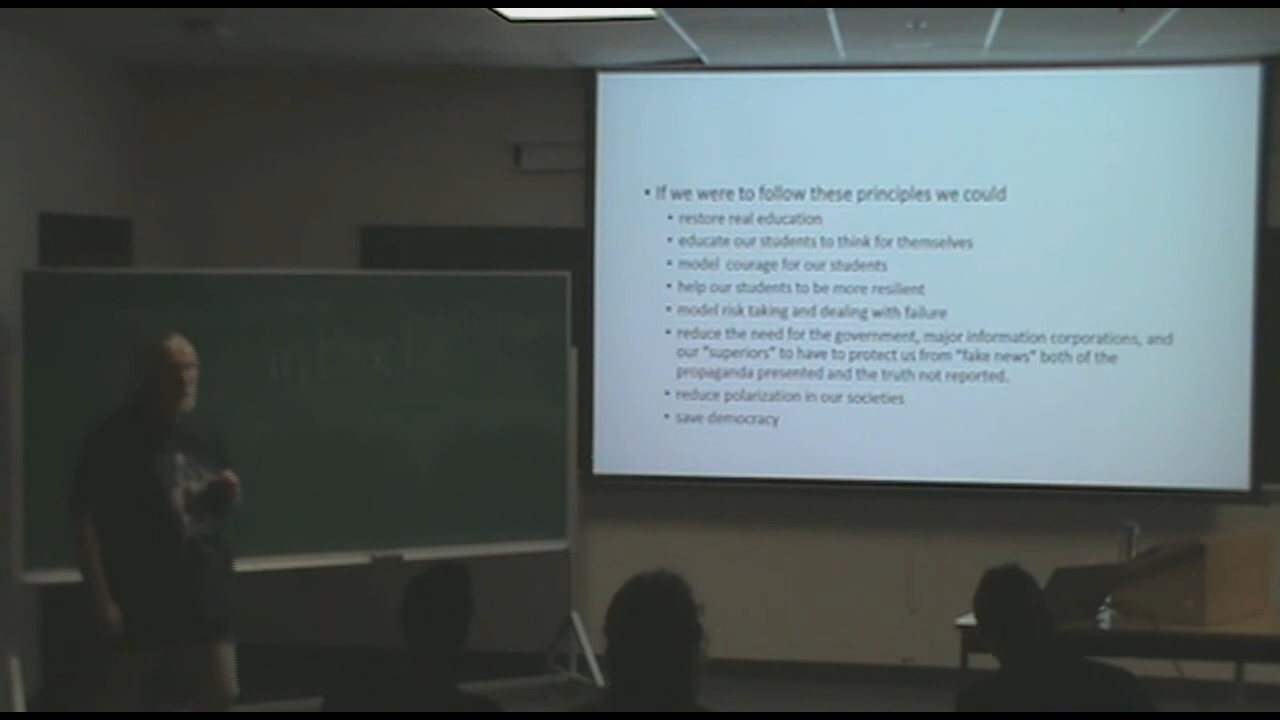 • If we were to follow these principles we could
• restore real education
• educate our students to think for themselves
• model courage for our students
• help our students to be more resilient
• model risk taking and dealing with failure
• reduce the need for the government, major information corporations, and
our "superiors" to have to protect us from "fake news" both of the
propaganda presented and the truth not reported.
• reduce polarization in our societies
• save democracy